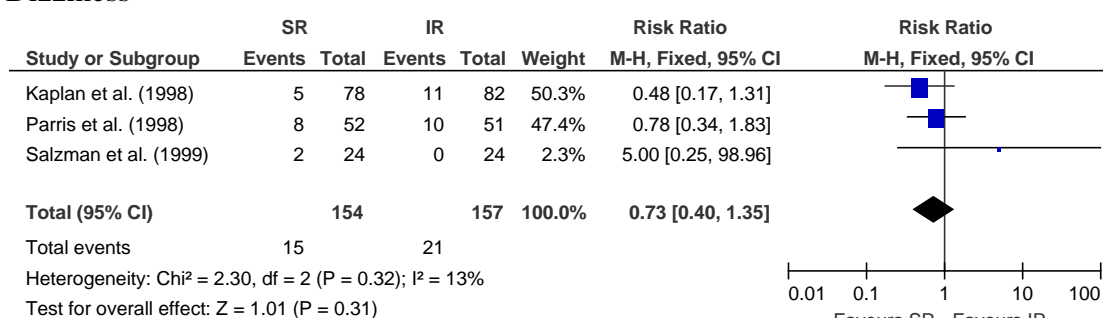 SR IR Risk Ratio Risk Ratio
Study or Subgroup Events Total Events Total Weight M-H, Fixed, 95% CI M-H, Fixed, 95% CI
Kaplan et al. (1998) 5 78 11 82 50.3% 0.48 [0.17, 1.31]
Parris et al. (1998) 8 52 10 51 47.4% 0.78 [0.34, 1.83]
Salzman et al. (1999) 2 24 0 24 2.3% 5.00 [0.25, 98.96]
Total (95% CI) 154 157 100.0% 0.73 [0.40, 1.35]
Total events 15 21
Heterogeneity: Chi² = 2.30, df = 2 (P = 0.32); I² = 13%
Test for overall effect: Z = 1.01 (P = 0.31)
0.01 0.1 1 10 100